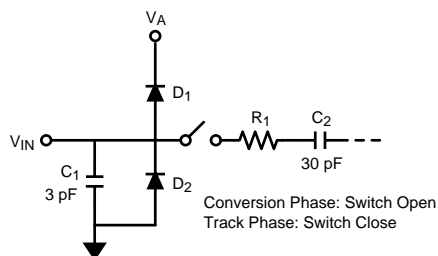 VA
D1
R1
C2
VIN
C1
3 pF
D2
30 pF
Conversion Phase: Switch Open
Track Phase: Switch Close